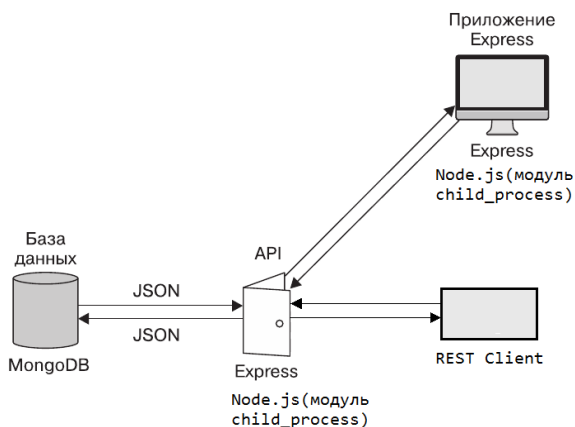 Приложение
Express
Express
Node.js(модуль
child_process)
База
данных
API
JSON
JSON
MongoDB
Express
REST Client
Node.js(модуль
child_process)